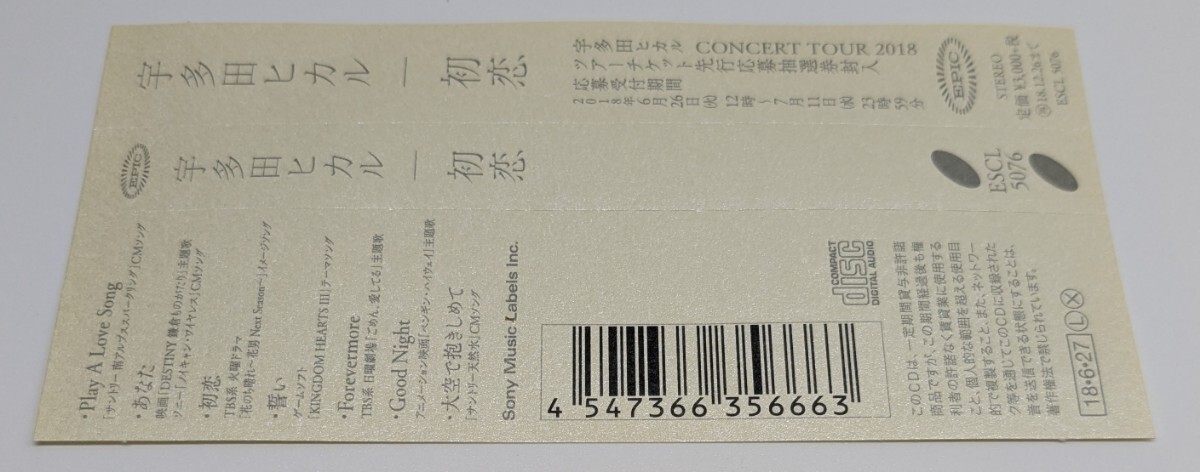 宇多田ヒカル ─ 初恋
宇多田ヒカル CONCERT TOUR 2018
ツアーチケット先行応募抽選券封入
応募受付期間
2018年6月26日㈫ 12時〜7月11日㈬ 23時59分
EPIC
STEREO
定価 ¥3,000+税
Ⓝ18.12.26まで
ESCL 5076
EPIC
宇多田ヒカル ─ 初恋
ESCL
5076
・Play A Love Song
「サントリー 南アルプススパークリング」CMソング
・あなた
映画「DESTINY 鎌倉ものがたり」主題歌
ソニー「ノイキャン・ワイヤレス」CMソング
・初恋
TBS系 火曜ドラマ
「花のち晴れ〜花男 Next Season〜」イメージソング
・誓い
ゲームソフト
「KINGDOM HEARTS III」テーマソング
・Forevermore
TBS系 日曜劇場「ごめん、愛してる」主題歌
・Good Night
アニメーション映画「ペンギン・ハイウェイ」主題歌
・大空で抱きしめて
「サントリー天然水」CMソング
Sony Music Labels Inc.
4 547366 356663
COMPACT
disc
DIGITAL AUDIO
このCDは、一定期間貸与非許諾
商品ですが、この期間経過後も権
利者の許諾なく賃貸業に使用する
こと、個人的な範囲を超える使用目
的で複製すること、また、ネットワー
ク等を通じてこのCDに収録された
音を送信できる状態にすることは、
著作権法で禁じられています。
18・6・27 Ⓛ Ⓧ